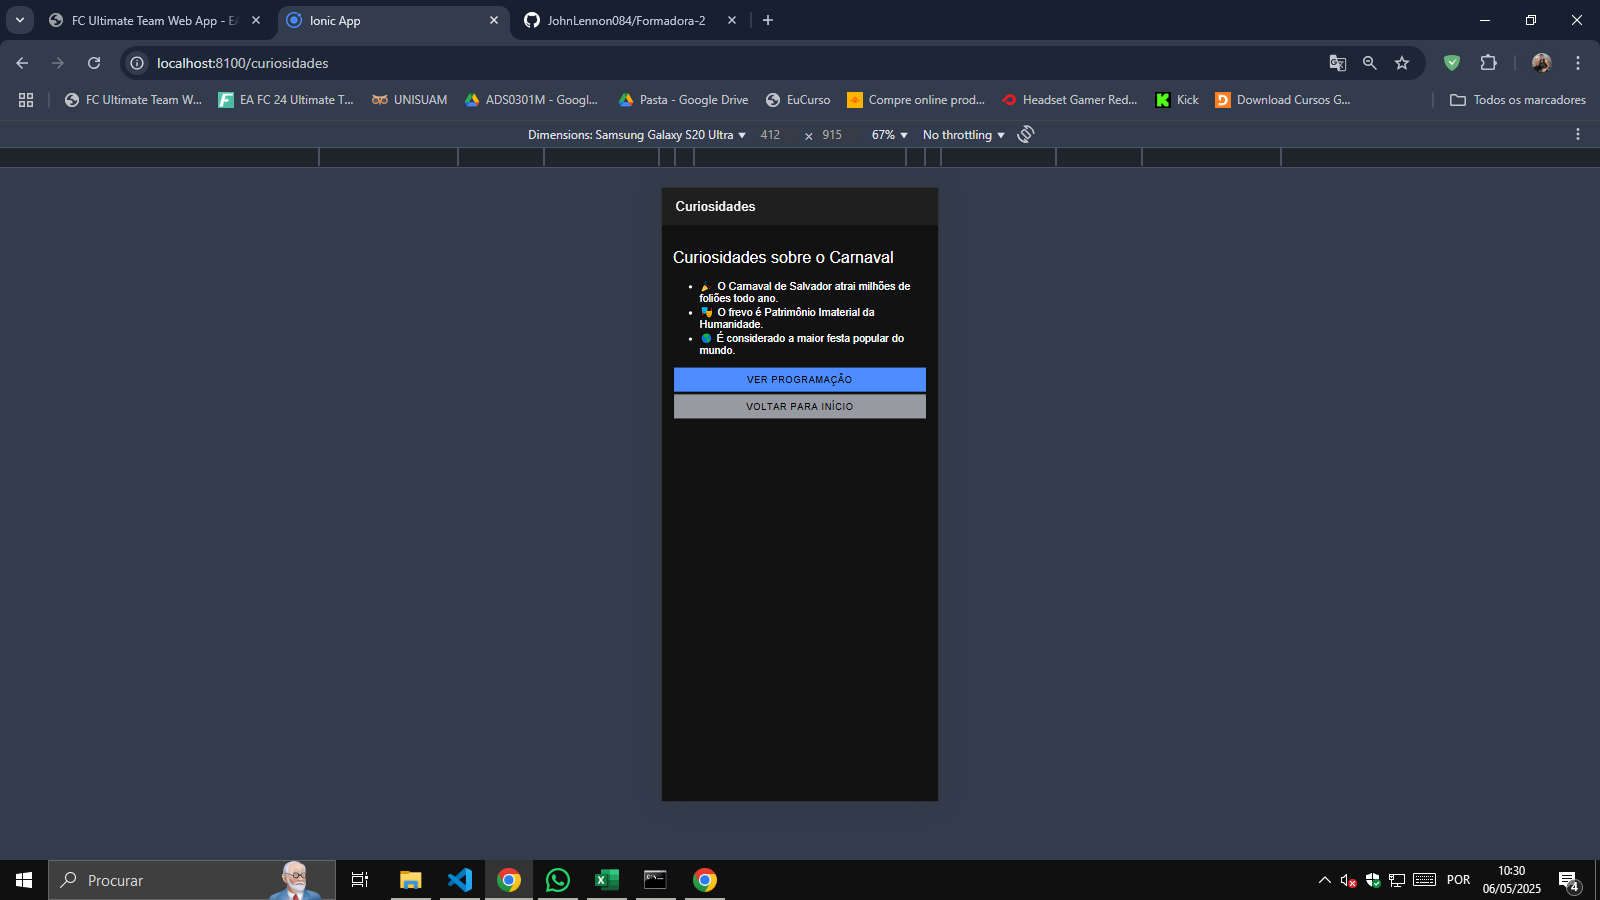 FC Ultimate Team Web App - EA
Ionic App
JohnLennon084/Formadora-2
localhost:8100/curiosidades
FC Ultimate Team W...
EA FC 24 Ultimate T...
UNISUAM
ADS0301M - Googl...
Pasta - Google Drive
EuCurso
Compre online prod...
Headset Gamer Red...
Kick
Download Cursos G...
Todos os marcadores
Dimensions: Samsung Galaxy S20 Ultra
412
×
915
67%
No throttling
Curiosidades
Curiosidades sobre o Carnaval
• 🎉 O Carnaval de Salvador atrai milhões de
foliões todo ano.
• 🎭 O frevo é Patrimônio Imaterial da
Humanidade.
• 🌎 É considerado a maior festa popular do
mundo.
VER PROGRAMAÇÃO
VOLTAR PARA INÍCIO
Procurar
POR
10:30
06/05/2025
4